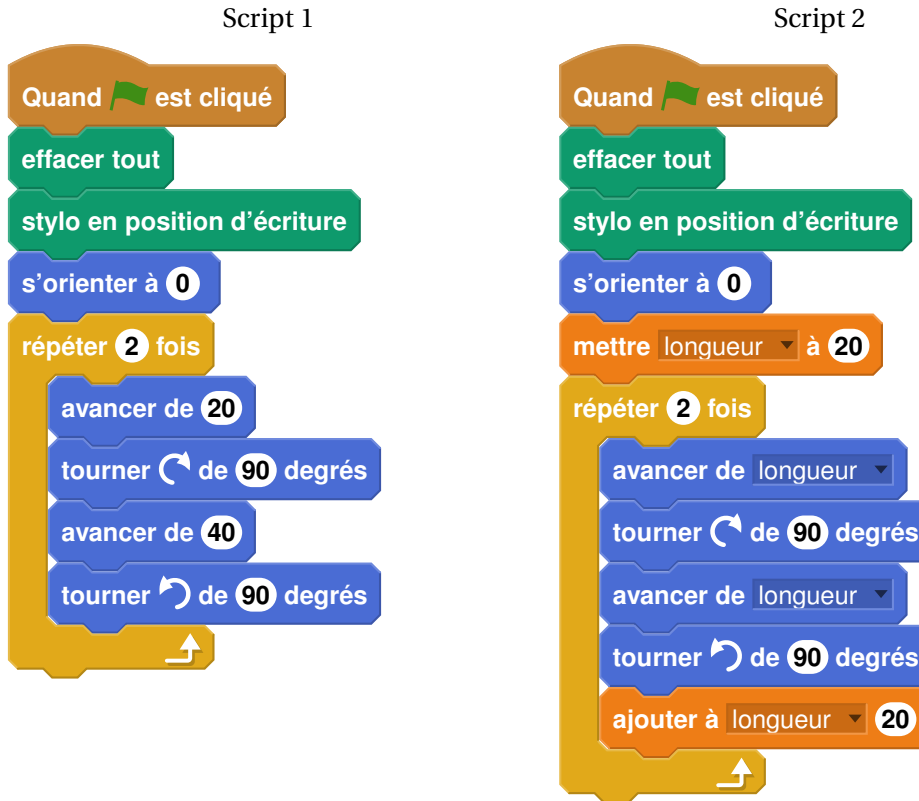 Script 1
Quand est cliqué
effacer tout
stylo en position d’écriture
s’orienter à 0
répéter 2 fois
avancer de 20
tourner de 90 degrés
avancer de 40
tourner de 90 degrés
Script 2
Quand est cliqué
effacer tout
stylo en position d’écriture
s’orienter à 0
mettre longueur à 20
répéter 2 fois
avancer de longueur
tourner de 90 degrés
avancer de longueur
tourner de 90 degrés
ajouter à longueur 20